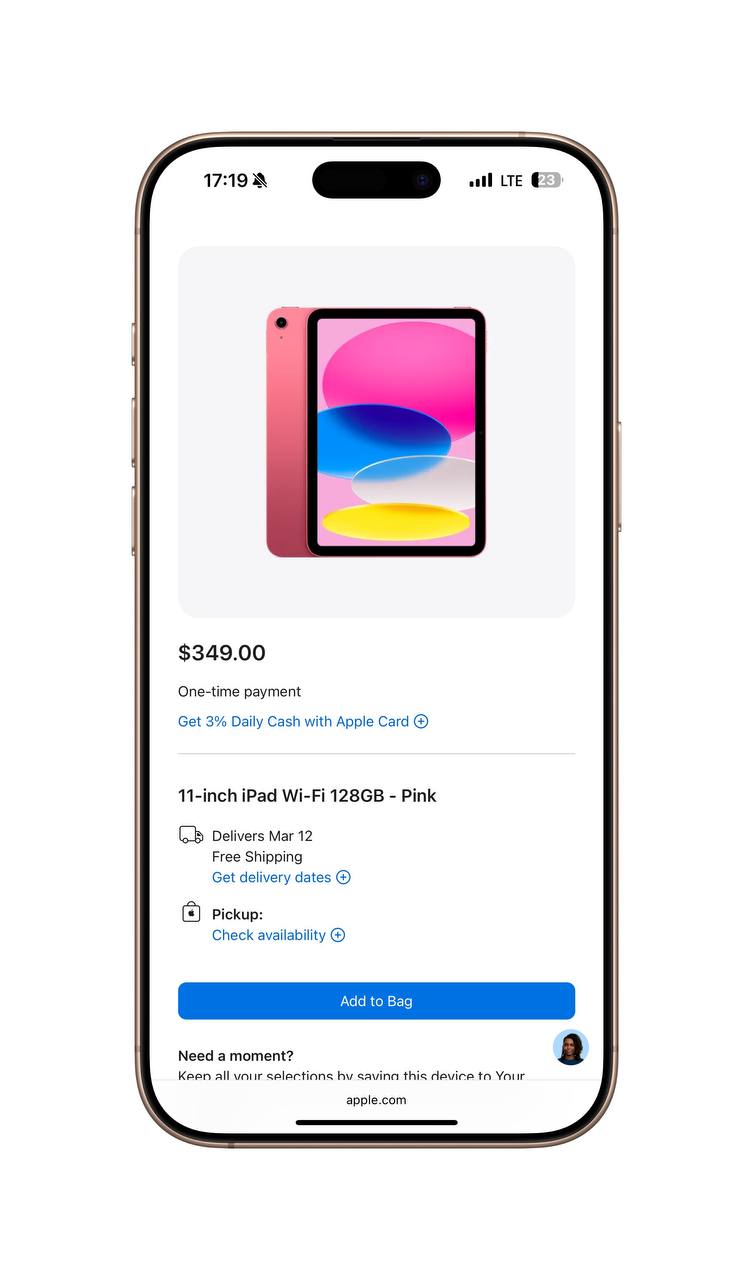 17:19
LTE
23
$349.00
One-time payment
Get 3% Daily Cash with Apple Card
11-inch iPad Wi-Fi 128GB - Pink
Delivers Mar 12
Free Shipping
Get delivery dates
Pickup:
Check availability
Add to Bag
Need a moment?
Keep all your selections by saving this device to Your
apple.com